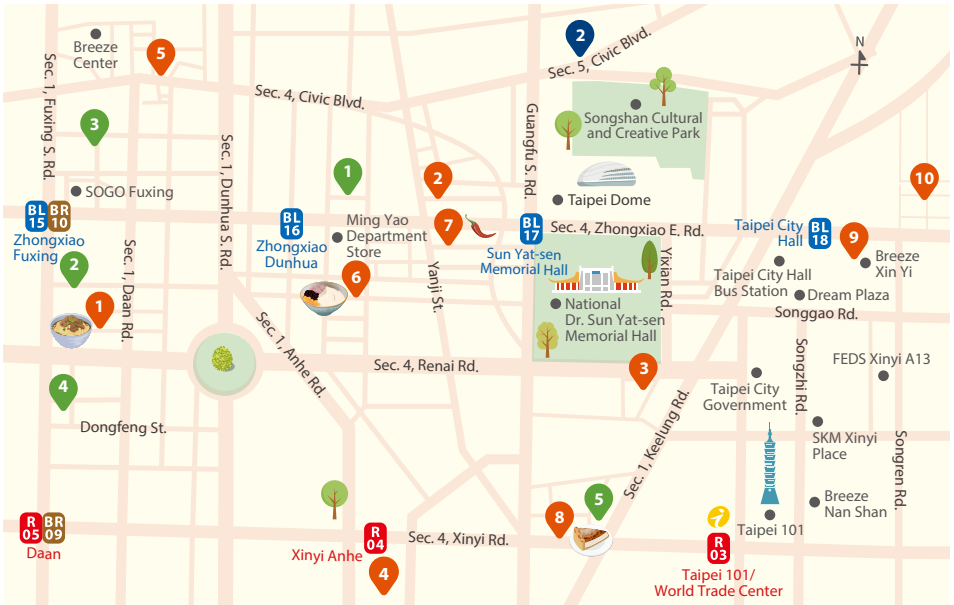 2
Sec. 5, Civic Blvd.
N
Breeze
Center
5
Sec. 4, Civic Blvd.
Sec. 1, Fuxing S. Rd.
3
Guangfu S. Rd.
Songshan Cultural
and Creative Park
Sec. 1, Dunhua S. Rd.
1
2
10
SOGO Fuxing
Taipei Dome
BL
15
BR
10
Zhongxiao
Fuxing
BL
16
Zhongxiao
Dunhua
Ming Yao
Department
Store
7
BL
17
Sun Yat-sen
Memorial Hall
Sec. 4, Zhongxiao E. Rd.
Taipei City
Hall
BL
18
9
Breeze
Xin Yi
2
Sec. 1, Daan Rd.
6
Yanji St.
Yixian Rd.
Taipei City Hall
Bus Station
Dream Plaza
Songgao Rd.
1
National
Dr. Sun Yat-sen
Memorial Hall
Sec. 1, Anhe Rd.
Sec. 4, Renai Rd.
3
Songzhi Rd.
FEDS Xinyi A13
4
Taipei City
Government
Dongfeng St.
Sec. 1, Keelung Rd.
SKM Xinyi
Place
Songren Rd.
5
8
Breeze
Nan Shan
Taipei 101
R
05
BR
09
Daan
R
04
Xinyi Anhe
Sec. 4, Xinyi Rd.
4
i
R
03
Taipei 101/
World Trade Center